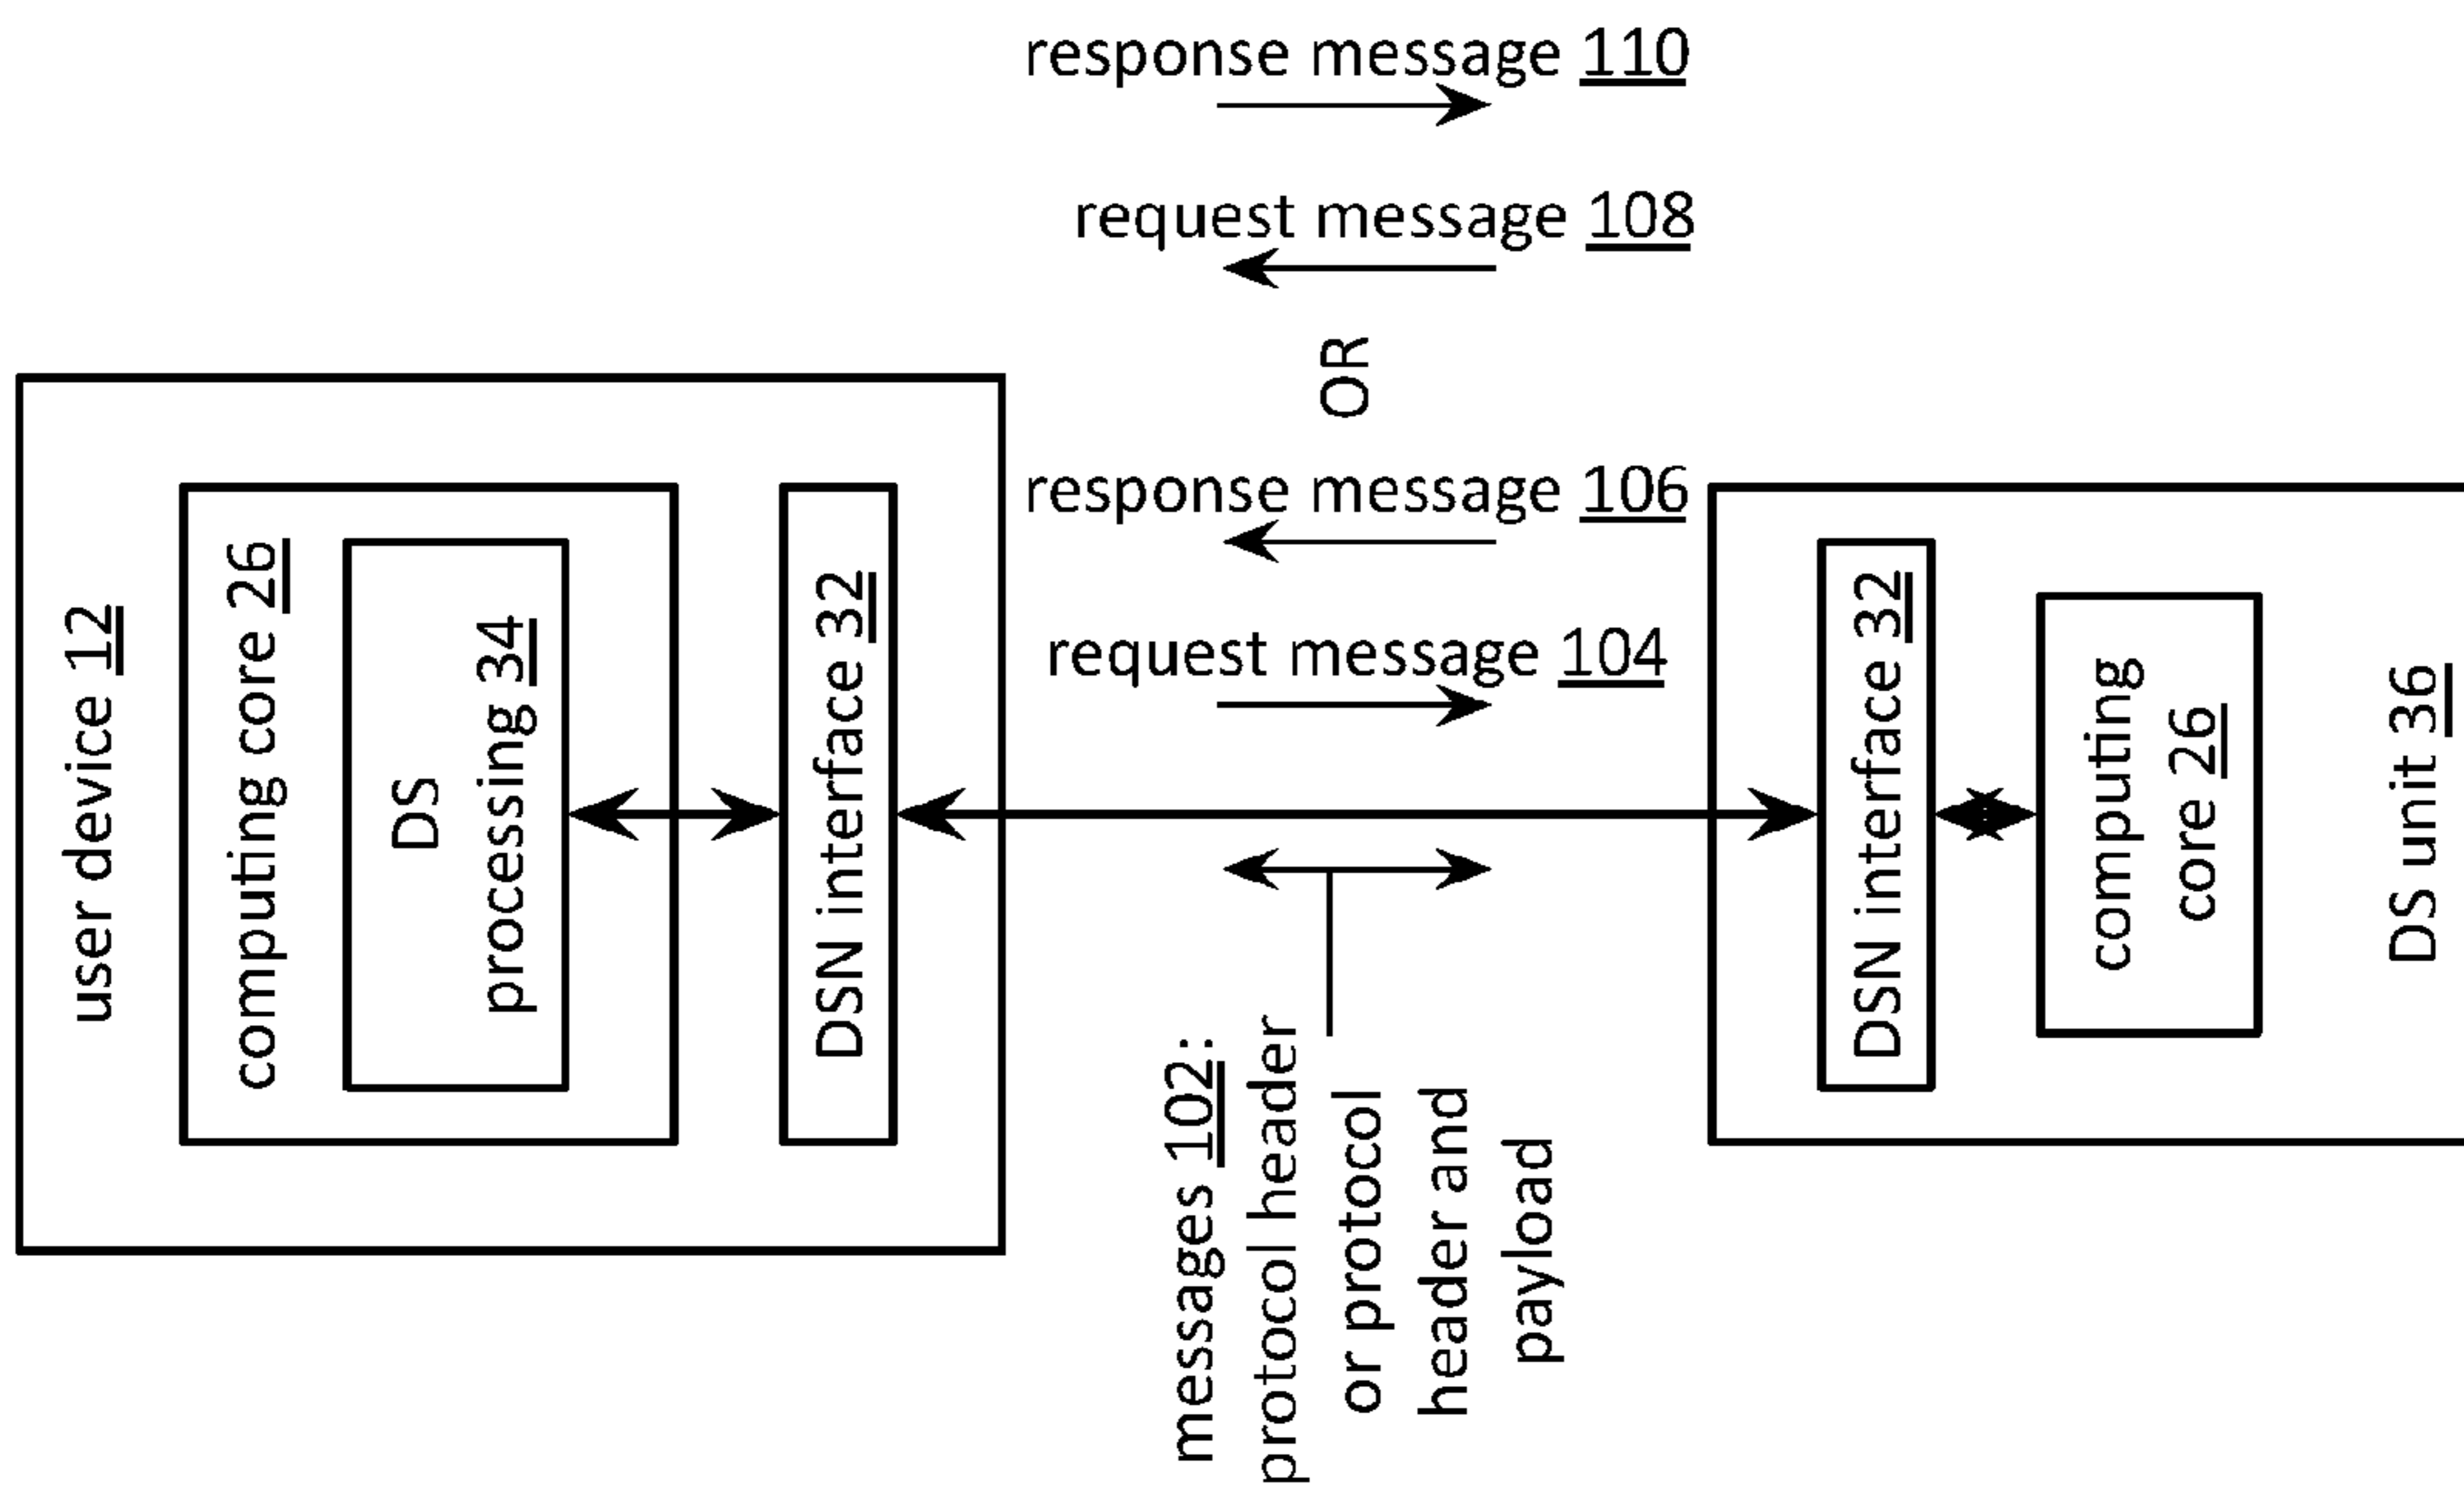 user device 12
computing core 26
DS
processing 34
DSN interface 32
messages 102:
protocol header
or protocol
header and
payload
request message 104
response message 106
OR
request message 108
response message 110
DSN interface 32
computing
core 26
DS unit 36